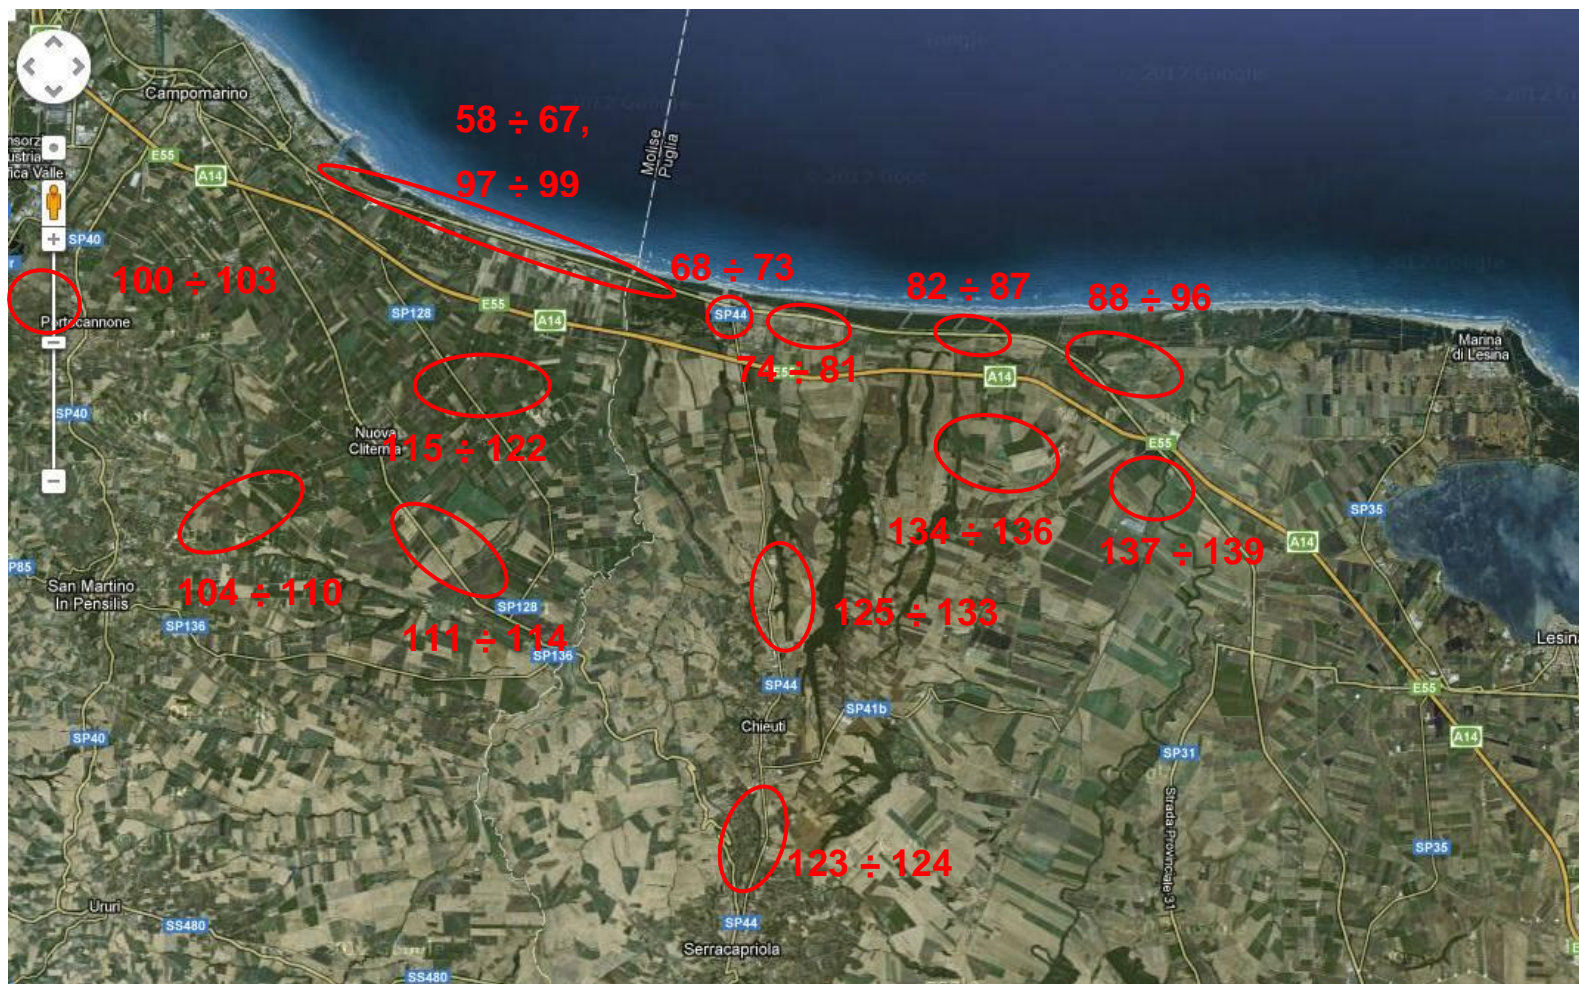 Campomarino
58 ÷ 67,
97 ÷ 99
Molise
Puglia
E55
A14
SP40
100 ÷ 103
Portocannone
68 ÷ 73
82 ÷ 87
88 ÷ 96
SP128
E55
A14
SP44
Marina
di Lesina
74 ÷ 81
A14
SP40
Nuova
Cliternia
115 ÷ 122
E55
SP35
134 ÷ 136
137 ÷ 139
A14
SP85
San Martino
In Pensilis
104 ÷ 110
SP128
125 ÷ 133
SP136
111 ÷ 114
SP136
SP44
E55
SP41b
Chieuti
SP40
SP31
A14
Strada Provinciale 31
SP35
123 ÷ 124
Ururi
SS480
SP44
Serracapriola
SS480